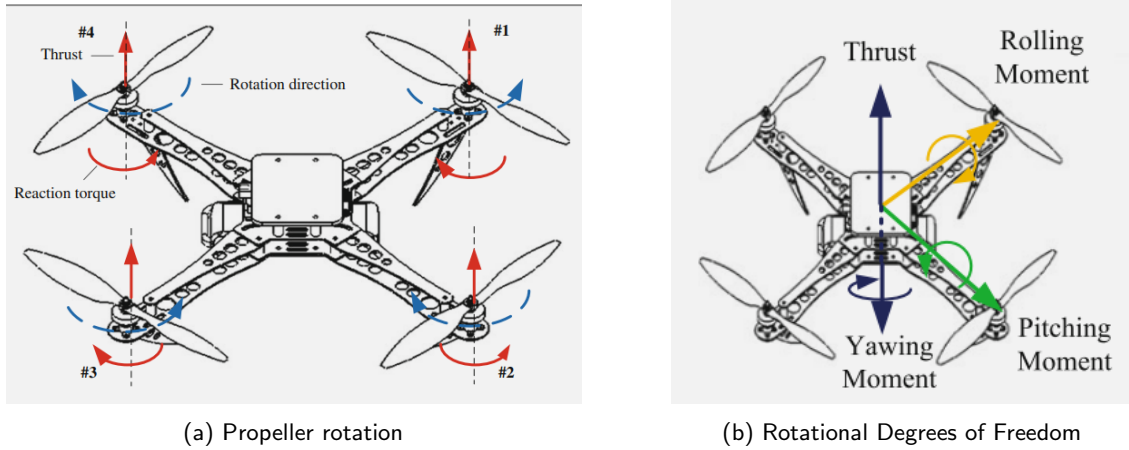 #4
Thrust
#1
Rotation direction
Reaction torque
#3
#2
(a) Propeller rotation
Thrust
Rolling
Moment
Yawing
Moment
Pitching
Moment
(b) Rotational Degrees of Freedom